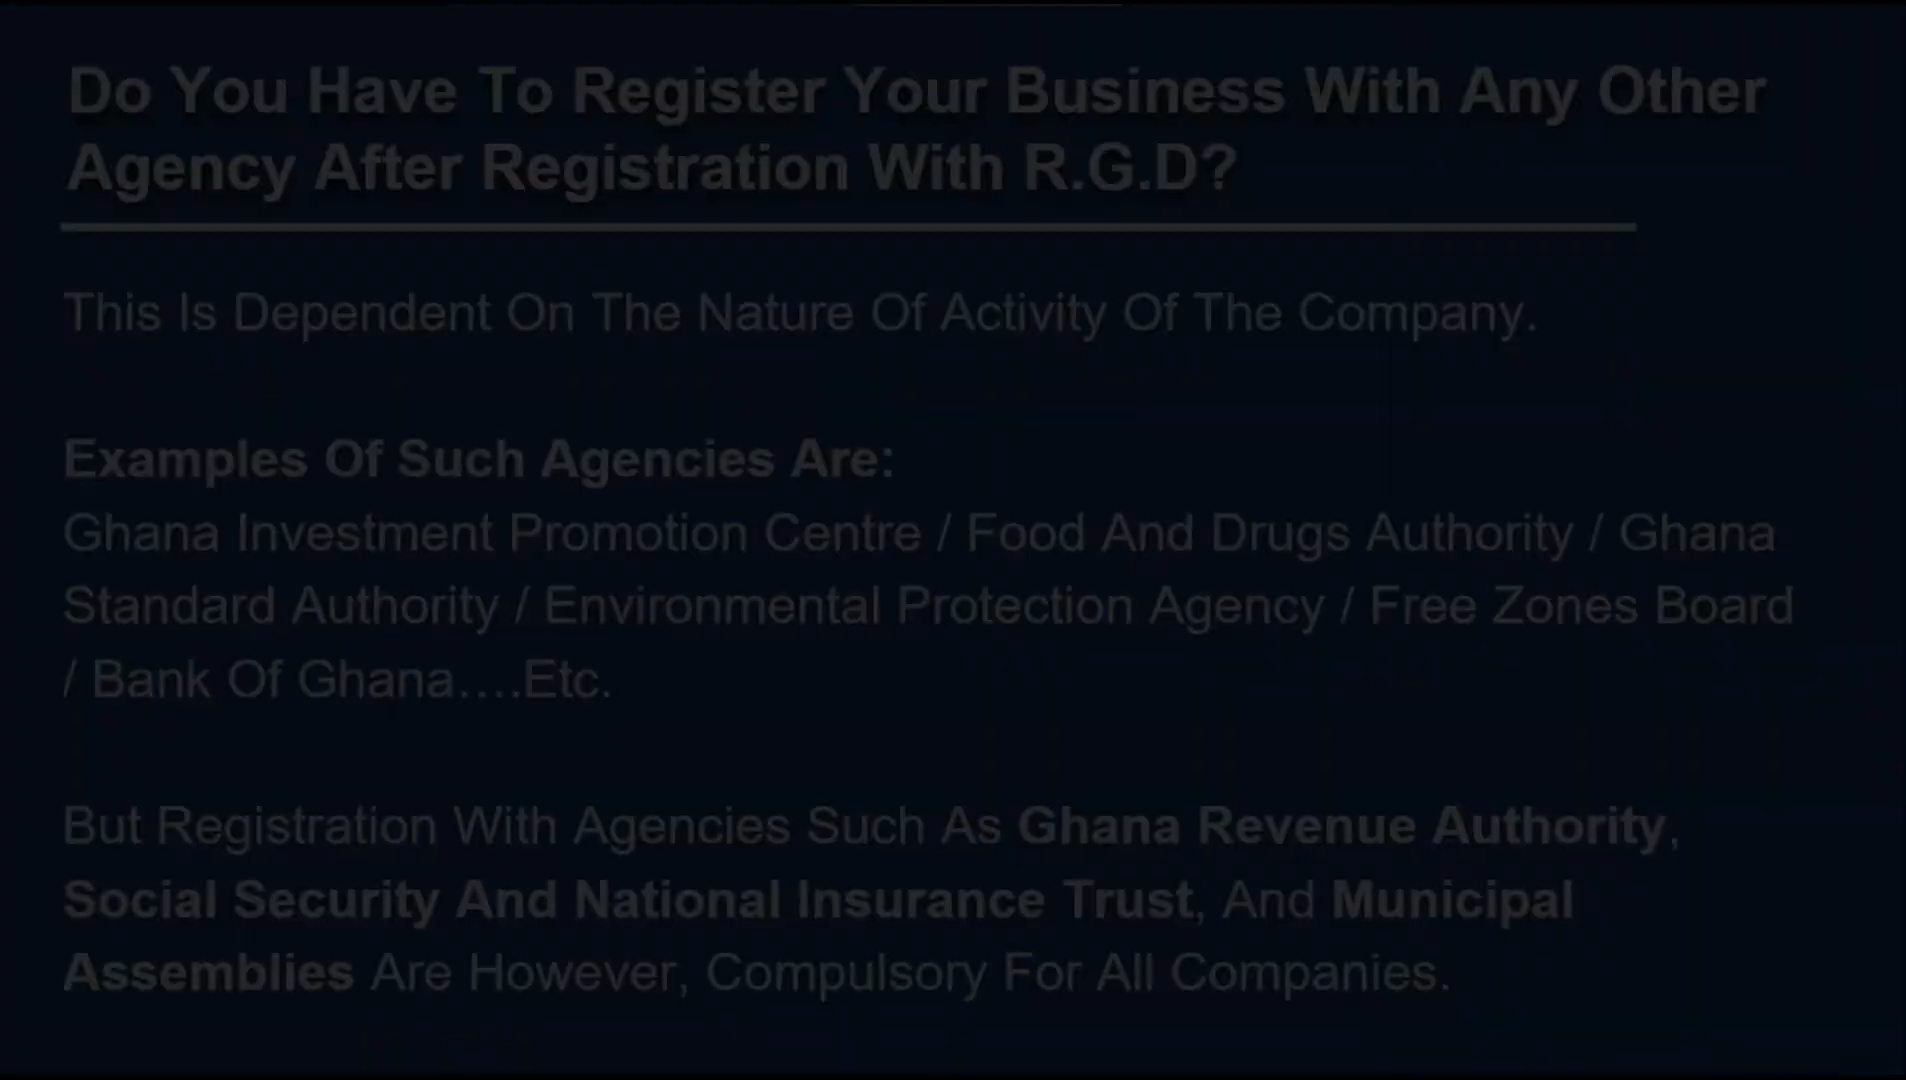 Do You Have To Register Your Business With Any Other
Agency After Registration With R.G.D?
This Is Dependent On The Nature Of Activity Of The Company.
Examples Of Such Agencies Are:
Ghana Investment Promotion Centre / Food And Drugs Authority / Ghana
Standard Authority / Environmental Protection Agency / Free Zones Board
/ Bank Of Ghana....Etc.
But Registration With Agencies Such As Ghana Revenue Authority,
Social Security And National Insurance Trust, And Municipal
Assemblies Are However, Compulsory For All Companies.